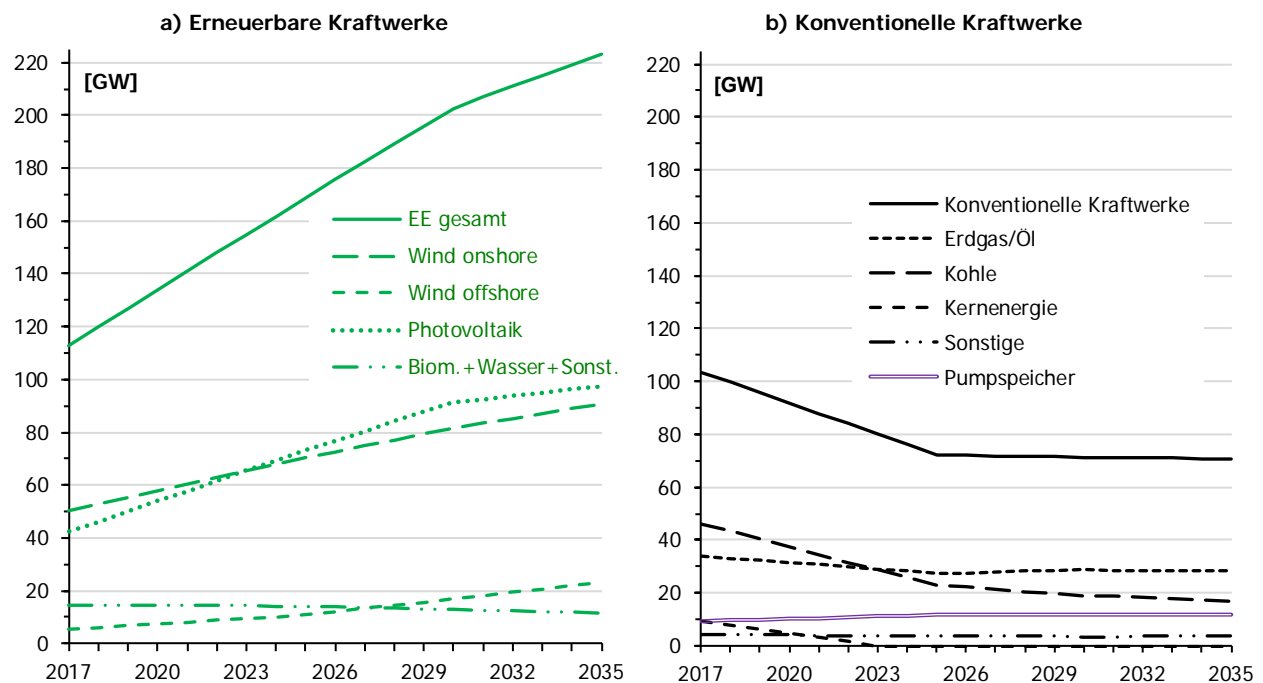 a) Erneuerbare Kraftwerke
[GW]
220
200
180
160
140
120
100
80
60
40
20
0
EE gesamt
Wind onshore
Wind offshore
Photovoltaik
Biom.+Wasser+Sonst.
2017 2020 2023 2026 2029 2032 2035
b) Konventionelle Kraftwerke
[GW]
220
200
180
160
140
120
100
80
60
40
20
0
Konventionelle Kraftwerke
Erdgas/Öl
Kohle
Kernenergie
Sonstige
Pumpspeicher
2017 2020 2023 2026 2029 2032 2035